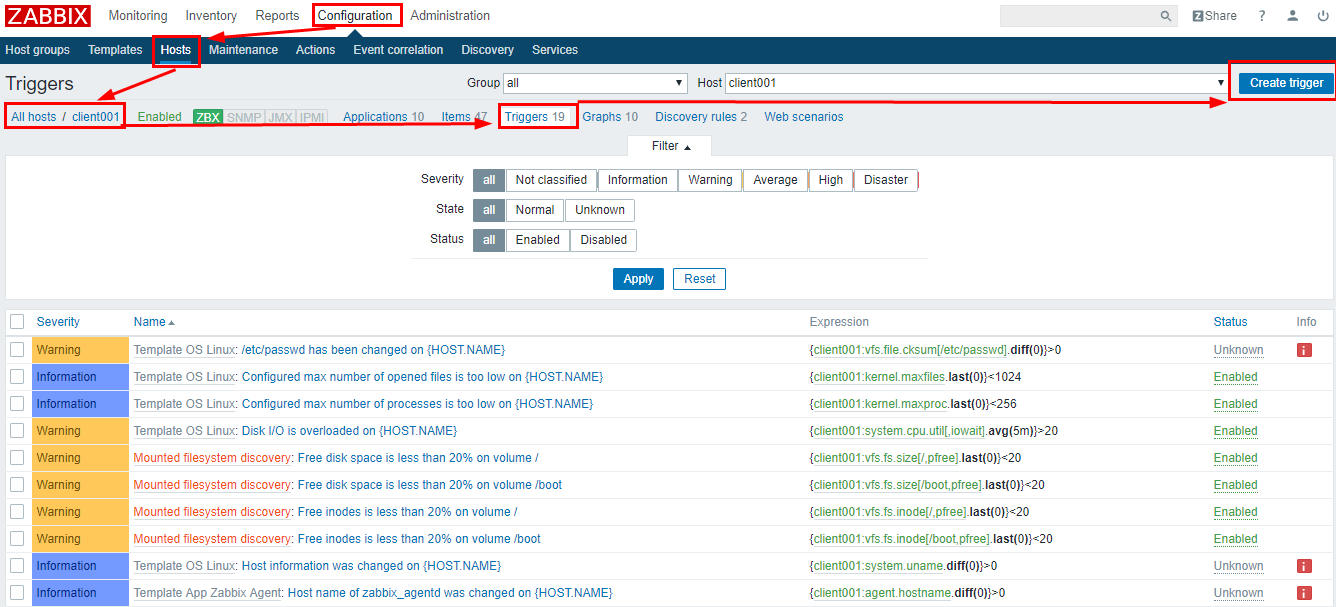 ZABBIX Monitoring Inventory Reports Configuration Administration Z Share ?
Host groups Templates Hosts Maintenance Actions Event correlation Discovery Services
Triggers Group all Host client001 Create trigger
All hosts / client001 Enabled ZBX SNMP JMX IPMI Applications 10 Items 47 Triggers 19 Graphs 10 Discovery rules 2 Web scenarios
Filter
Severity all Not classified Information Warning Average High Disaster
State all Normal Unknown
Status all Enabled Disabled
Apply Reset
Severity Name Expression Status Info
Warning Template OS Linux: /etc/passwd has been changed on {HOST.NAME} {client001:vfs.file.cksum[/etc/passwd].diff(0)}>0 Unknown i
Information Template OS Linux: Configured max number of opened files is too low on {HOST.NAME} {client001:kernel.maxfiles.last(0)}<1024 Enabled
Information Template OS Linux: Configured max number of processes is too low on {HOST.NAME} {client001:kernel.maxproc.last(0)}<256 Enabled
Warning Template OS Linux: Disk I/O is overloaded on {HOST.NAME} {client001:system.cpu.util[,iowait].avg(5m)}>20 Enabled
Warning Mounted filesystem discovery: Free disk space is less than 20% on volume / {client001:vfs.fs.size[/,pfree].last(0)}<20 Enabled
Warning Mounted filesystem discovery: Free disk space is less than 20% on volume /boot {client001:vfs.fs.size[/boot,pfree].last(0)}<20 Enabled
Warning Mounted filesystem discovery: Free inodes is less than 20% on volume / {client001:vfs.fs.inode[/,pfree].last(0)}<20 Enabled
Warning Mounted filesystem discovery: Free inodes is less than 20% on volume /boot {client001:vfs.fs.inode[/boot,pfree].last(0)}<20 Enabled
Information Template OS Linux: Host information was changed on {HOST.NAME} {client001:system.uname.diff(0)}>0 Unknown i
Information Template App Zabbix Agent: Host name of zabbix_agentd was changed on {HOST.NAME} {client001:agent.hostname.diff(0)}>0 Unknown i